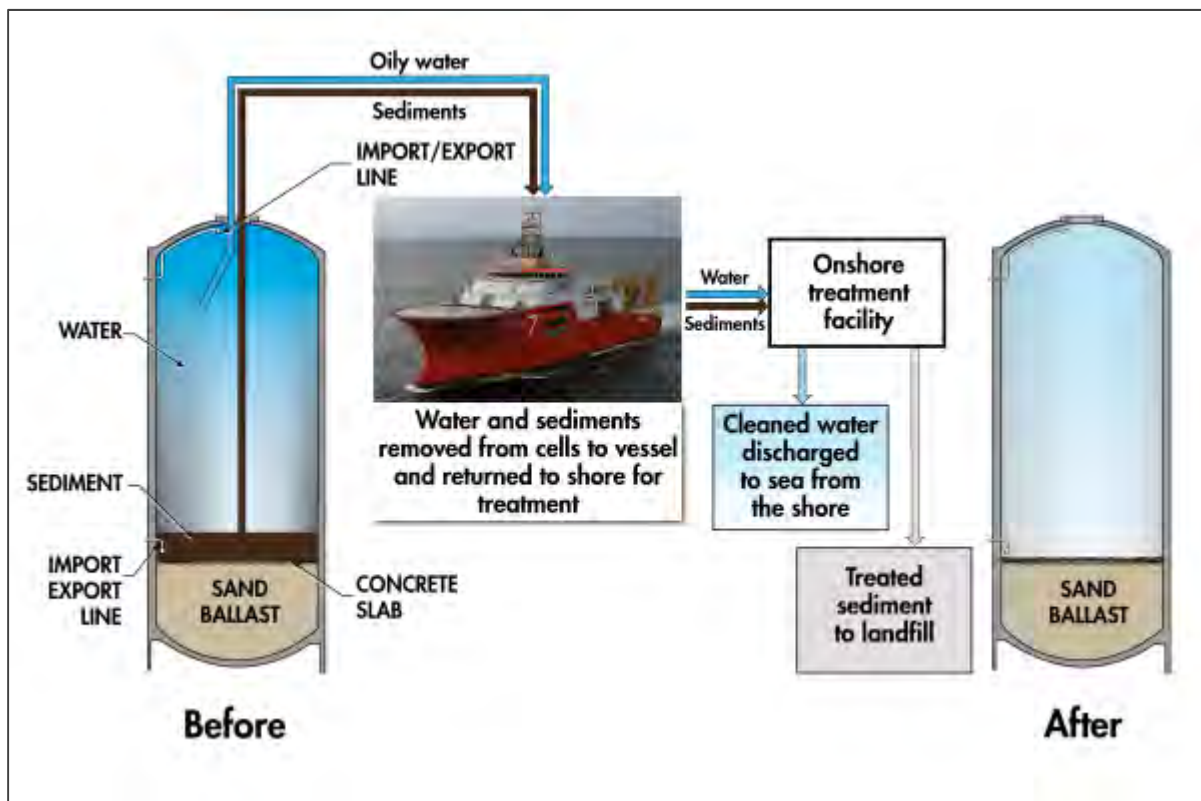 Oily water
Sediments
IMPORT/EXPORT
LINE
WATER
SEDIMENT
IMPORT
EXPORT
LINE
SAND
BALLAST
CONCRETE
SLAB
Before
7
Water and sediments
removed from cells to vessel
and returned to shore for
treatment
Water
Sediments
Onshore
treatment
facility
Cleaned water
discharged
to sea from
the shore
Treated
sediment
to landfill
SAND
BALLAST
After